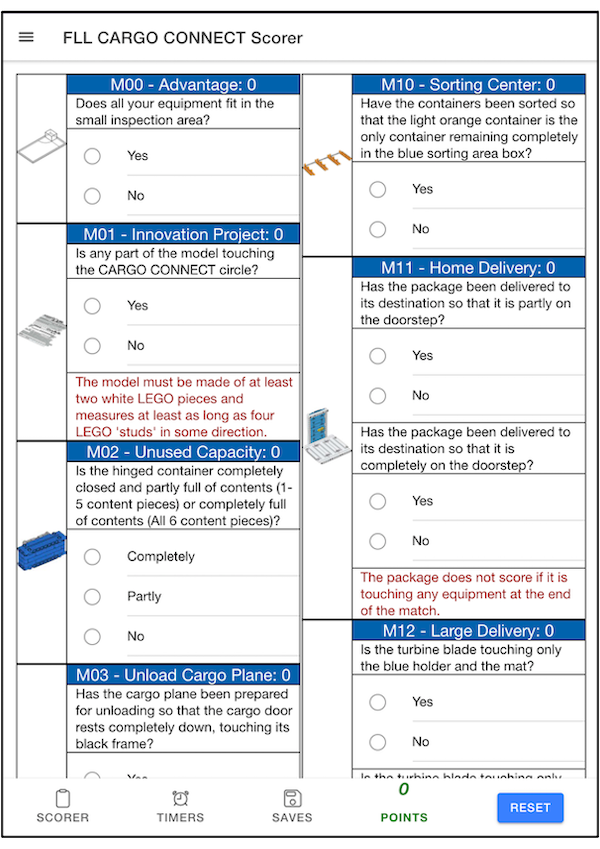 FLL CARGO CONNECT Scorer
M00 - Advantage: 0
Does all your equipment fit in the
small inspection area?
Yes
No
M01 - Innovation Project: 0
Is any part of the model touching
the CARGO CONNECT circle?
Yes
No
The model must be made of at least
two white LEGO pieces and
measures at least as long as four
LEGO 'studs' in some direction.
M02 - Unused Capacity: 0
Is the hinged container completely
closed and partly full of contents (1-
5 content pieces) or completely full
of contents (All 6 content pieces)?
Completely
Partly
No
M03 - Unload Cargo Plane: 0
Has the cargo plane been prepared
for unloading so that the cargo door
rests completely down, touching its
black frame?
Yes
M10 - Sorting Center: 0
Have the containers been sorted so
that the light orange container is the
only container remaining completely
in the blue sorting area box?
Yes
No
M11 - Home Delivery: 0
Has the package been delivered to
its destination so that it is partly on
the doorstep?
Yes
No
Has the package been delivered to
its destination so that it is
completely on the doorstep?
Yes
No
The package does not score if it is
touching any equipment at the end
of the match.
M12 - Large Delivery: 0
Is the turbine blade touching only
the blue holder and the mat?
Yes
No
Is the turbine blade touching only
SCORER
TIMERS
SAVES
0
POINTS
RESET